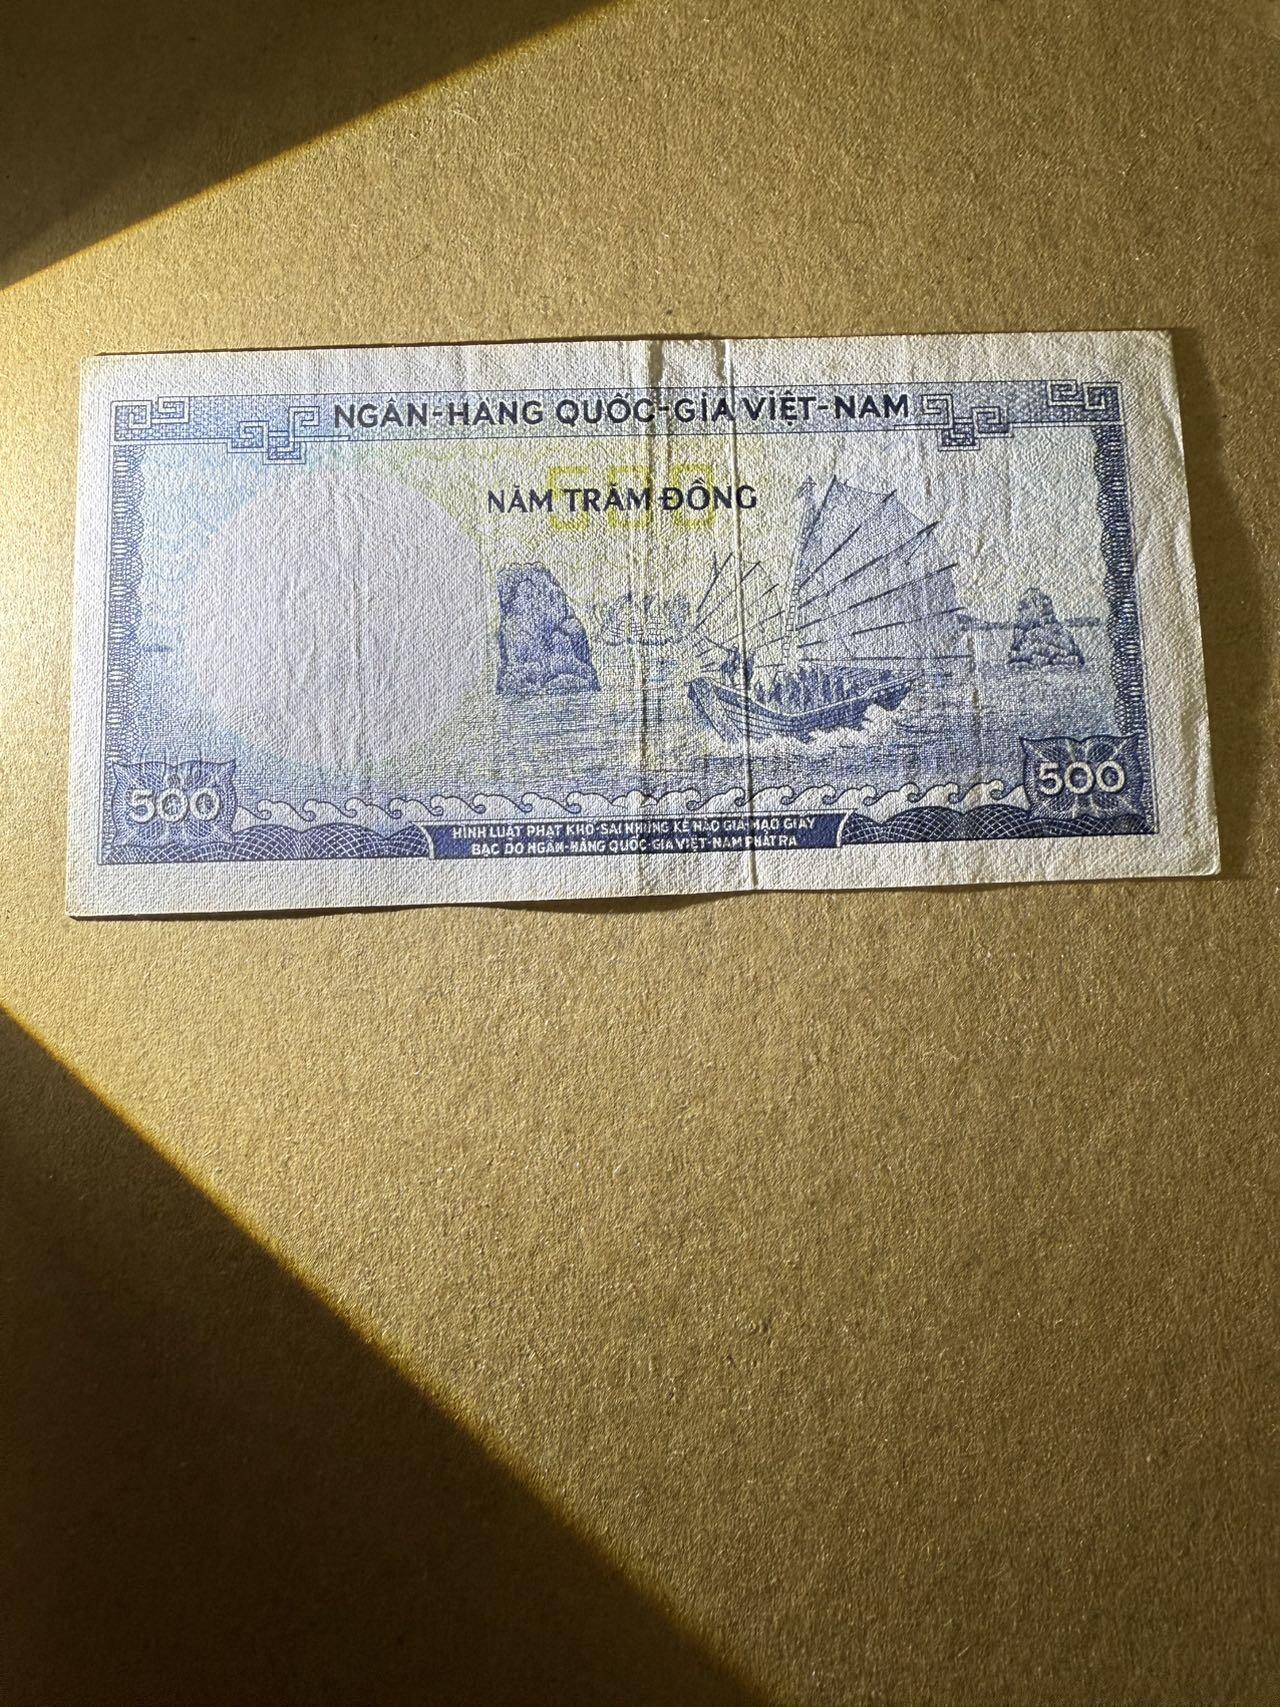 NGÂN-HÀNG QUỐC-GIA VIỆT-NAM
500
NĂM TRĂM ĐỒNG
500
500
HÌNH LUẬT PHẠT KHỔ-SAI NHỮNG KẺ NÀO GIẢ-MẠO GIẤY
BẠC DO NGÂN-HÀNG QUỐC-GIA VIỆT-NAM PHÁT RA